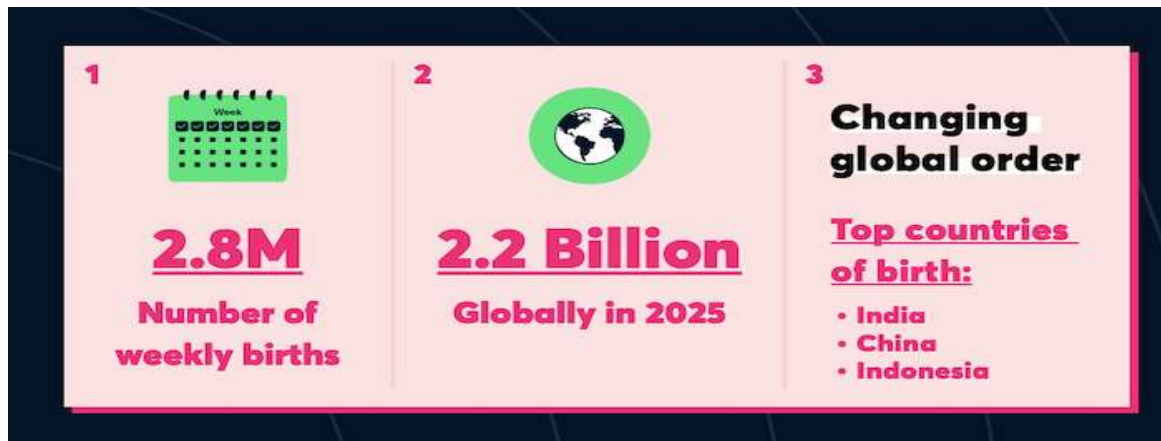 1
Week
2.8M
Number of
weekly births
2
2.2 Billion
Globally in 2025
3
Changing
global order
Top countries
of birth:
• India
• China
• Indonesia